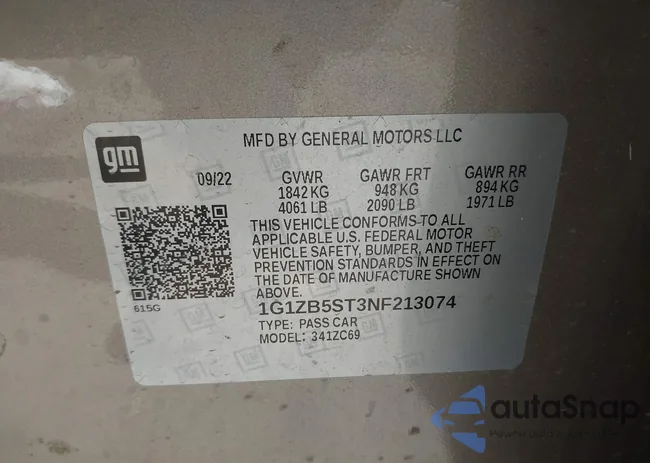 gm
MFD BY GENERAL MOTORS LLC
09/22 GVWR GAWR FRT GAWR RR
1842 KG 948 KG 894 KG
4061 LB 2090 LB 1971 LB
THIS VEHICLE CONFORMS TO ALL
APPLICABLE U.S. FEDERAL MOTOR
VEHICLE SAFETY, BUMPER, AND THEFT
PREVENTION STANDARDS IN EFFECT ON
THE DATE OF MANUFACTURE SHOWN
ABOVE.
615G
1G1ZB5ST3NF213074
TYPE: PASS CAR
MODEL: 341ZC69
autoSnap